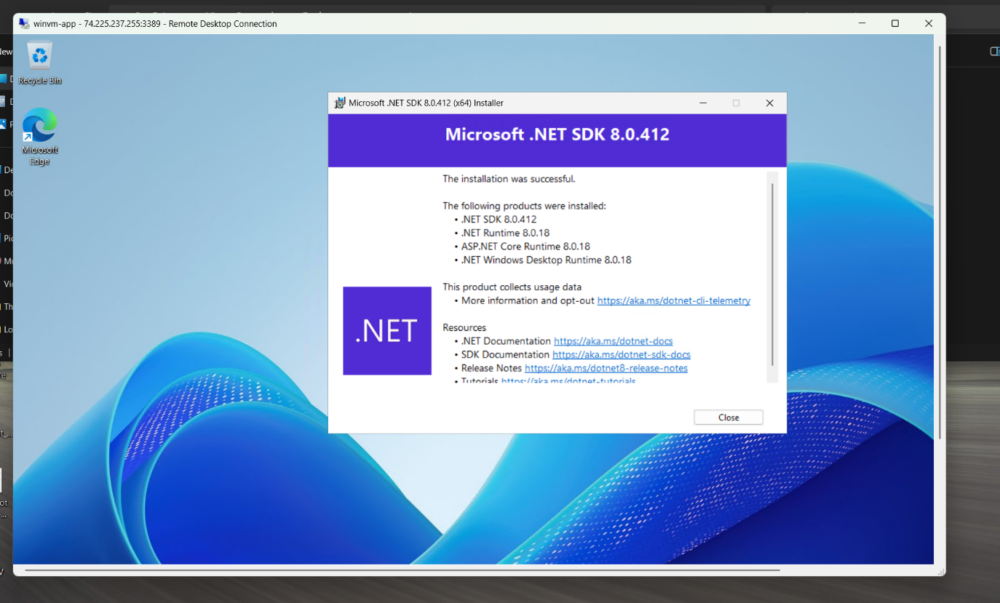 winvm-app - 74.225.237.255:3389 - Remote Desktop Connection
Recycle Bin
Microsoft
Edge
Microsoft .NET SDK 8.0.412 (x64) Installer
Microsoft .NET SDK 8.0.412
The installation was successful.
The following products were installed:
• .NET SDK 8.0.412
• .NET Runtime 8.0.18
• ASP.NET Core Runtime 8.0.18
• .NET Windows Desktop Runtime 8.0.18
This product collects usage data
• More information and opt-out https://aka.ms/dotnet-cli-telemetry
.NET
Resources
• .NET Documentation https://aka.ms/dotnet-docs
• SDK Documentation https://aka.ms/dotnet-sdk-docs
• Release Notes https://aka.ms/dotnet8-release-notes
• Tutorials https://aka.ms/dotnet-tutorials
Close